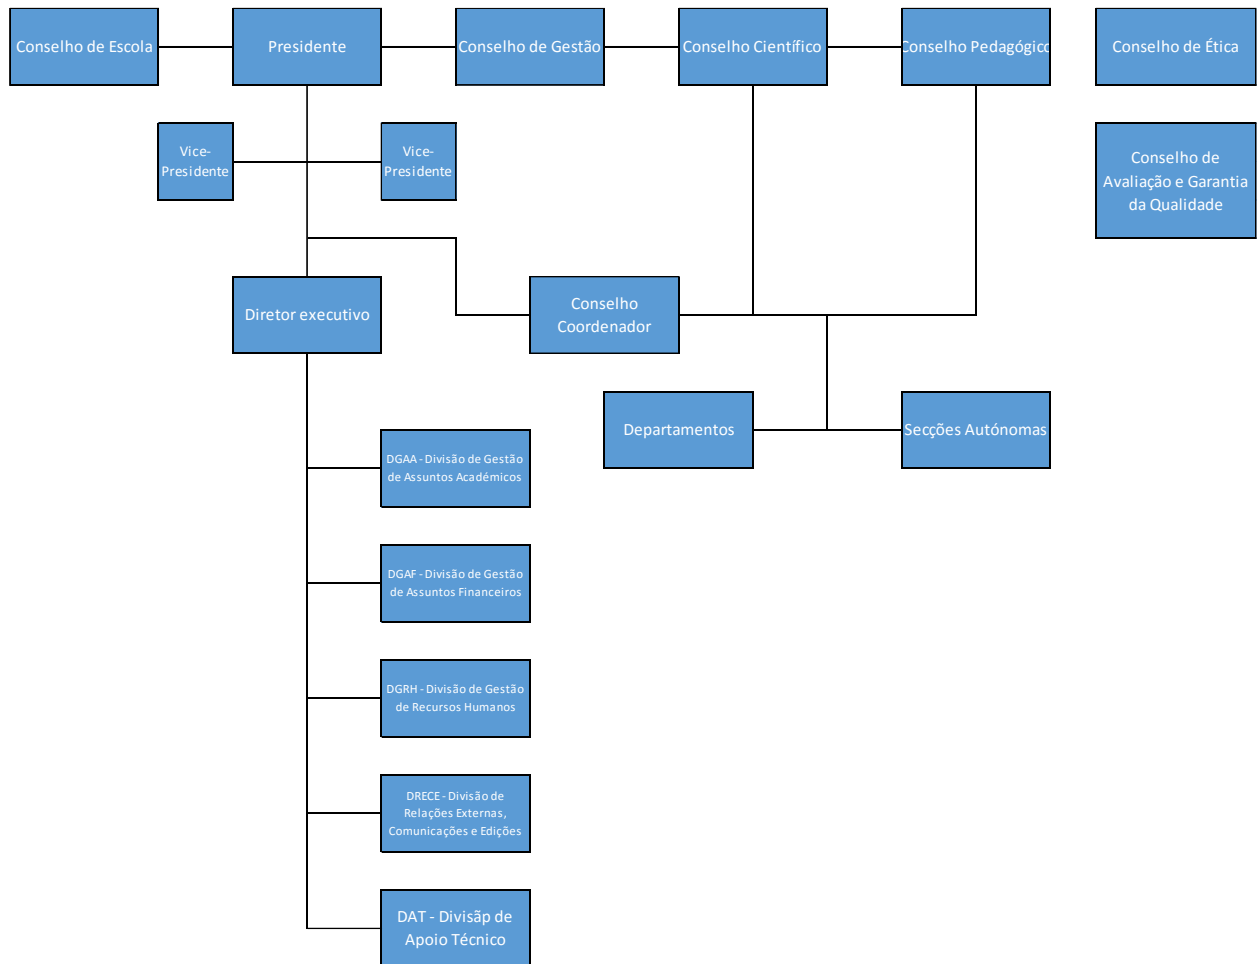 Conselho de Escola
Presidente
Conselho de Gestão
Conselho Científico
Conselho Pedagógico
Conselho de Ética
Vice-
Presidente
Vice-
Presidente
Conselho de
Avaliação e Garantia
da Qualidade
Diretor executivo
Conselho
Coordenador
Departamentos
Secções Autónomas
DGAA - Divisão de Gestão
de Assuntos Académicos
DGAF - Divisão de Gestão
de Assuntos Financeiros
DGRH - Divisão de Gestão
de Recursos Humanos
DRECE - Divisão de
Relações Externas,
Comunicações e Edições
DAT - Divisãp de
Apoio Técnico